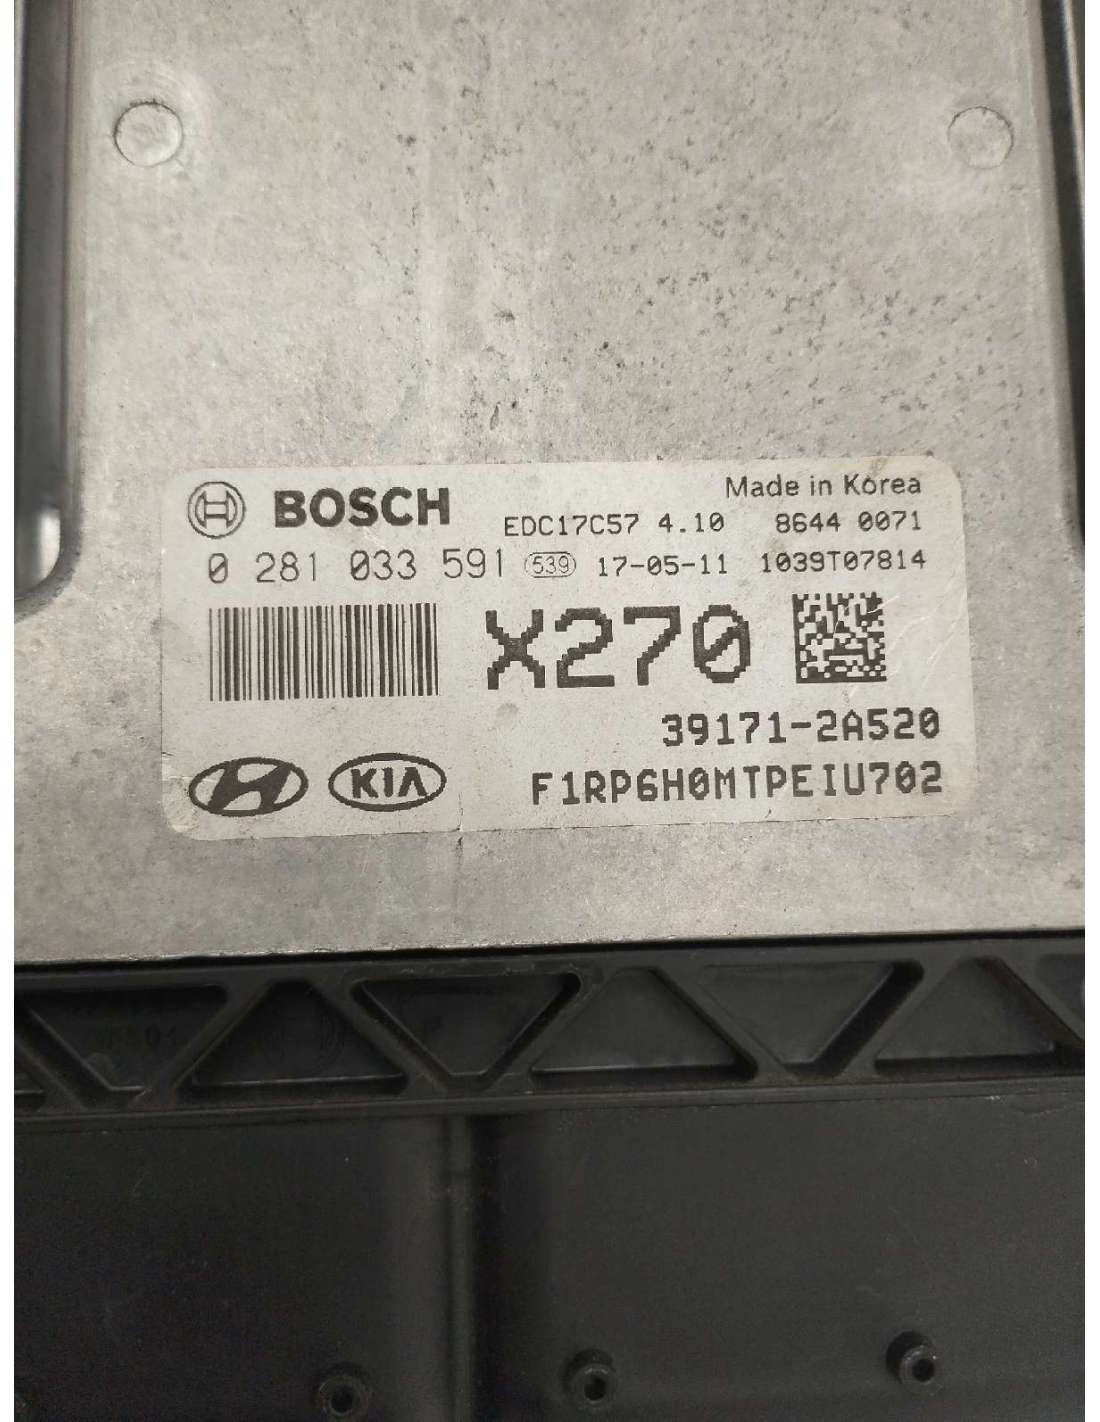 BOSCH
Made in Korea
EDC17C57 4.10 8644 0071
0 281 033 591 539 17-05-11 1039T07814
X270
39171-2A520
KIA F1RP6H0MTPEIU702